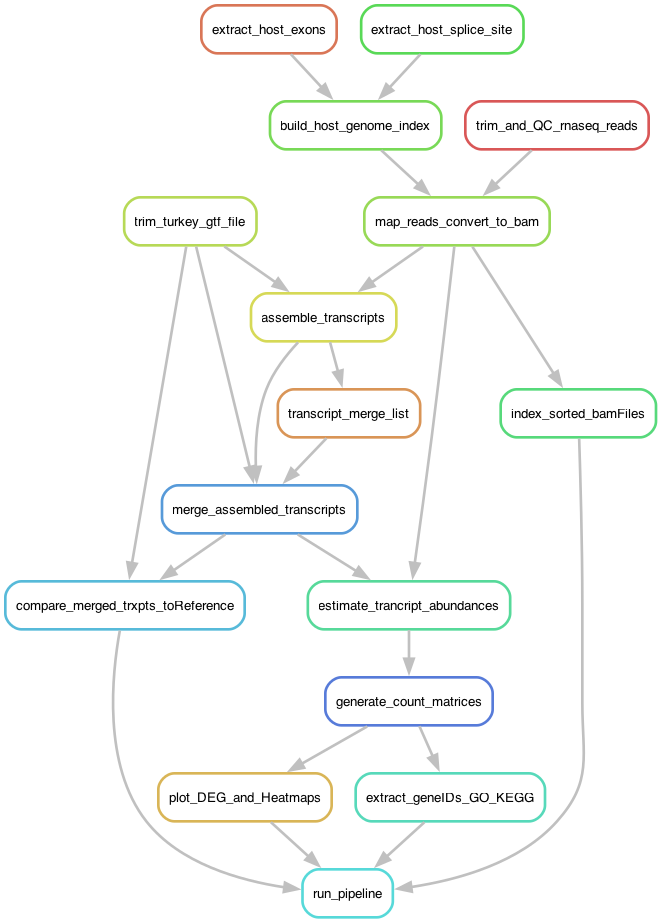 extract_host_exons
extract_host_splice_site
build_host_genome_index
trim_and_QC_rnaseq_reads
trim_turkey_gtf_file
map_reads_convert_to_bam
assemble_transcripts
transcript_merge_list
index_sorted_bamFiles
merge_assembled_transcripts
compare_merged_trxpts_toReference
estimate_trancript_abundances
generate_count_matrices
plot_DEG_and_Heatmaps
extract_geneIDs_GO_KEGG
run_pipeline